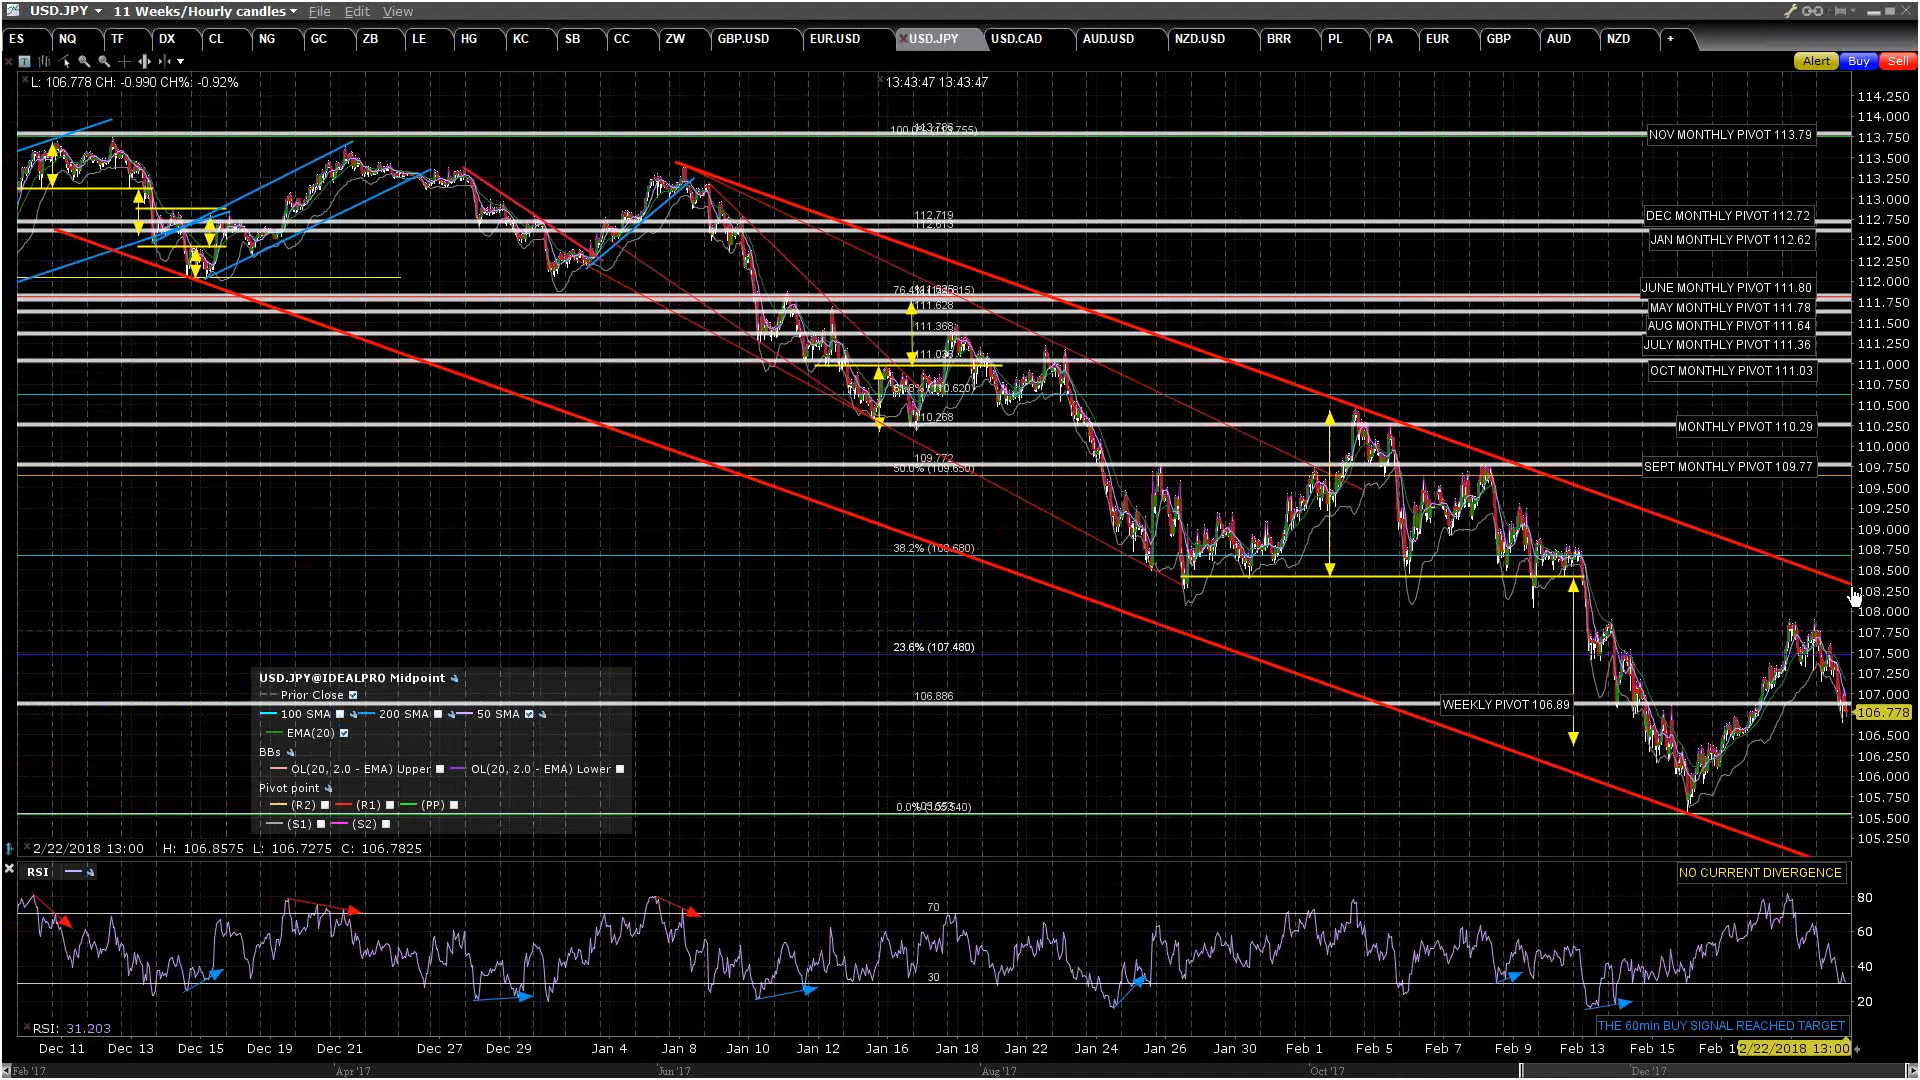 USD.JPY 11 Weeks/Hourly candles File Edit View
ES NQ TF DX CL NG GC ZB LE HG KC SB CC ZW GBP.USD EUR.USD USD.JPY USD.CAD AUD.USD NZD.USD BRR PL PA EUR GBP AUD NZD +
Alert Buy Sell
L: 106.778 CH: -0.990 CH%: -0.92%
13:43:47 13:43:47
114.250
114.000
113.750
113.500
113.250
113.000
112.750
112.500
112.250
112.000
111.750
111.500
111.250
111.000
110.750
110.500
110.250
110.000
109.750
109.500
109.250
109.000
108.750
108.500
108.250
108.000
107.750
107.500
107.250
107.000
106.778
106.500
106.250
106.000
105.750
105.500
105.250
NOV MONTHLY PIVOT 113.79
DEC MONTHLY PIVOT 112.72
JAN MONTHLY PIVOT 112.62
JUNE MONTHLY PIVOT 111.80
MAY MONTHLY PIVOT 111.78
AUG MONTHLY PIVOT 111.64
JULY MONTHLY PIVOT 111.36
OCT MONTHLY PIVOT 111.03
MONTHLY PIVOT 110.29
SEPT MONTHLY PIVOT 109.77
WEEKLY PIVOT 106.89
112.719
112.613
111.628
111.368
110.268
109.772
50.0% (109.650)
38.2% (108.680)
23.6% (107.480)
106.886
USD.JPY@IDEALPRO Midpoint
Prior Close
100 SMA 200 SMA 50 SMA
EMA(20)
BBs
OL(20, 2.0 - EMA) Upper OL(20, 2.0 - EMA) Lower
Pivot point
(R2) (R1) (PP)
(S1) (S2)
2/22/2018 13:00 H: 106.8575 L: 106.7275 C: 106.7825
RSI
NO CURRENT DIVERGENCE
70
30
80
60
40
20
RSI: 31.203
THE 60min BUY SIGNAL REACHED TARGET
Dec 11 Dec 13 Dec 15 Dec 19 Dec 21 Dec 27 Dec 29 Jan 4 Jan 8 Jan 10 Jan 12 Jan 16 Jan 18 Jan 22 Jan 24 Jan 26 Jan 30 Feb 1 Feb 5 Feb 7 Feb 9 Feb 13 Feb 15 2/22/2018 13:00
Feb '17 Apr '17 Jun '17 Aug '17 Oct '17 Dec '17